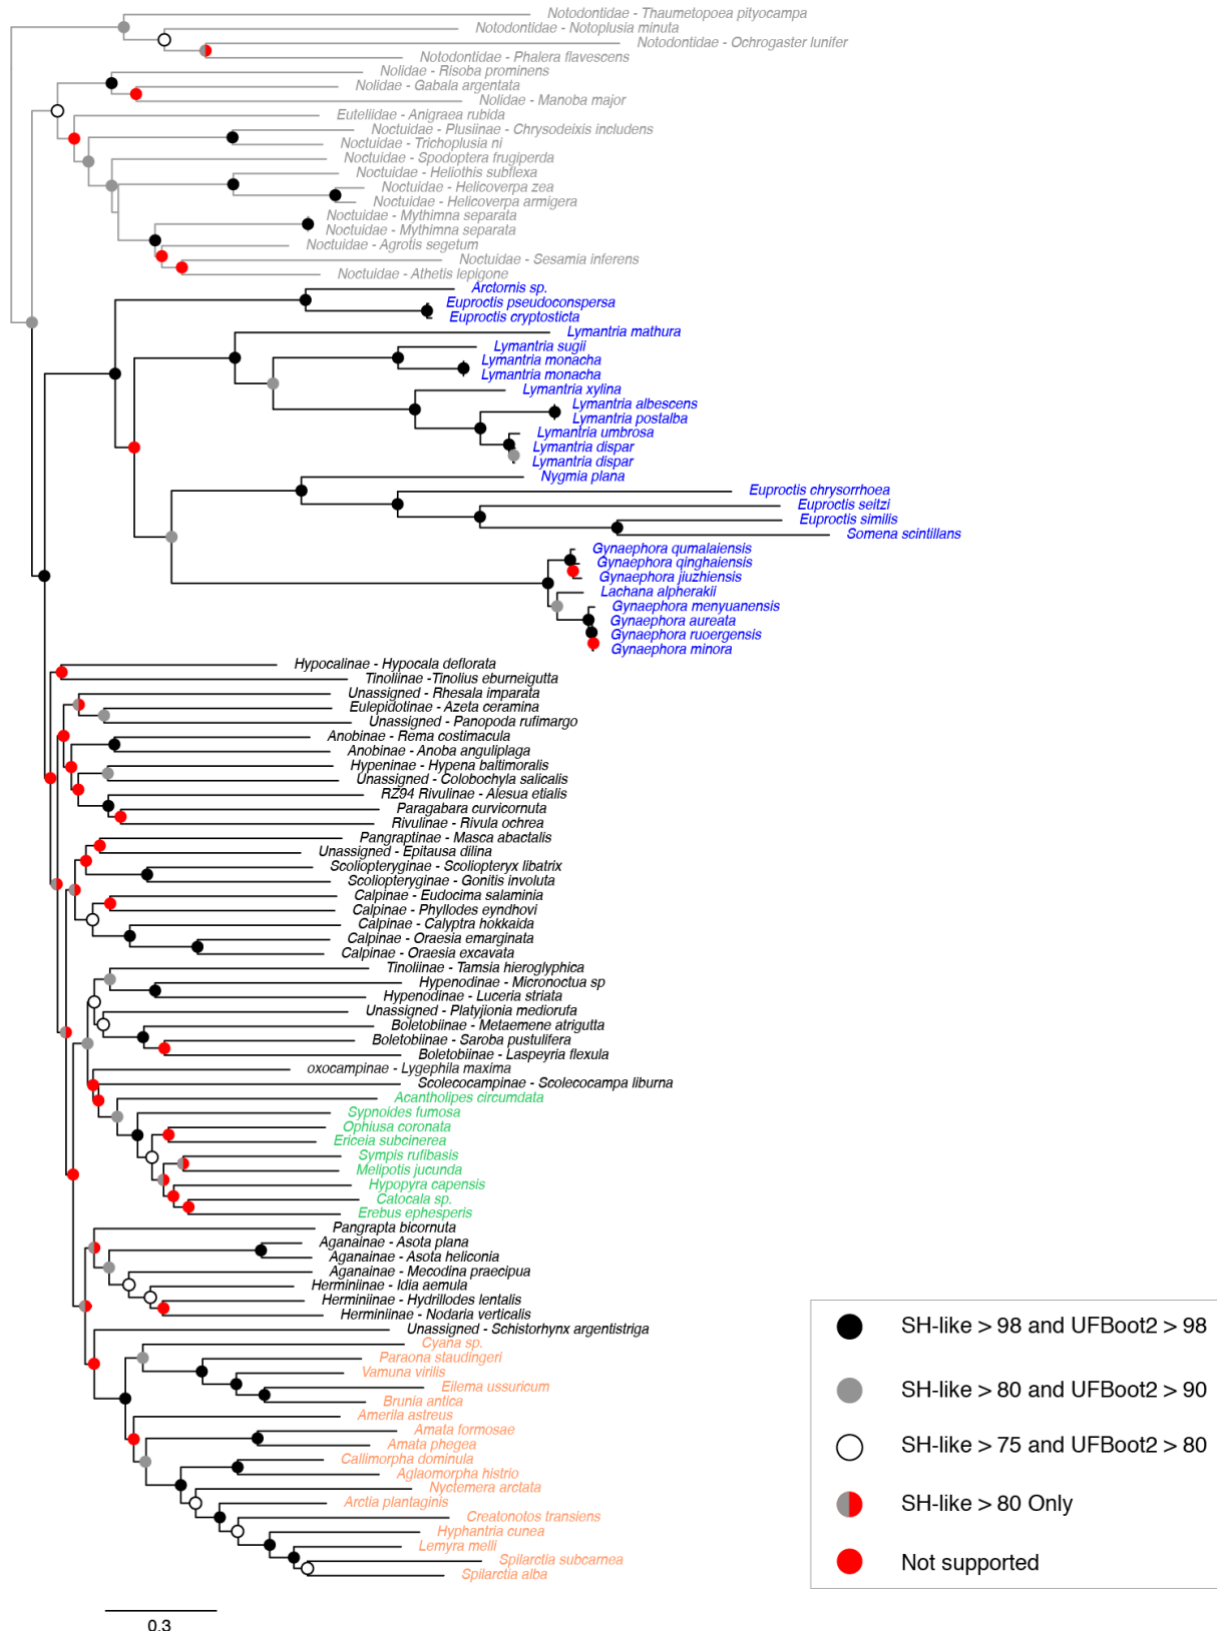 Notodontidae - Thaumetopoea pityocampa
Notodontidae - Notoplusia minuta
Notodontidae - Ochrogaster lunifer
Notodontidae - Phalera flavescens
Nolidae - Risoba prominens
Nolidae - Gabala argentata
Nolidae - Manoba major
Euteliidae - Anigraea rubida
Noctuidae - Plusiinae - Chrysodeixis includens
Noctuidae - Trichoplusia ni
Noctuidae - Spodoptera frugiperda
Noctuidae - Heliothis subflexa
Noctuidae - Helicoverpa zea
Noctuidae - Helicoverpa armigera
Noctuidae - Mythimna separata
Noctuidae - Mythimna separata
Noctuidae - Agrotis segetum
Noctuidae - Sesamia inferens
Noctuidae - Athetis lepigone
Arctornis sp.
Euproctis pseudoconspersa
Euproctis cryptosticta
Lymantria mathura
Lymantria sugii
Lymantria monacha
Lymantria monacha
Lymantria xylina
Lymantria albescens
Lymantria postalba
Lymantria umbrosa
Lymantria dispar
Lymantria dispar
Nygmia plana
Euproctis chrysorrhoea
Euproctis seitzi
Euproctis similis
Somena scintillans
Gynaephora qumalaiensis
Gynaephora qinghaiensis
Gynaephora jiuzhiensis
Lachana alpherakii
Gynaephora menyuanensis
Gynaephora aureata
Gynaephora ruoergensis
Gynaephora minora
Hypocalinae - Hypocala deflorata
Tinoliinae -Tinolius eburneigutta
Unassigned - Rhesala imparata
Eulepidotinae - Azeta ceramina
Unassigned - Panopoda rufimargo
Anobinae - Rema costimacula
Anobinae - Anoba anguliplaga
Hypeninae - Hypena baltimoralis
Unassigned - Colobochyla salicalis
RZ94 Rivulinae - Alesua etialis
Paragabara curvicornuta
Rivulinae - Rivula ochrea
Pangraptinae - Masca abactalis
Unassigned - Epitausa dilina
Scoliopteryginae - Scoliopteryx libatrix
Scoliopteryginae - Gonitis involuta
Calpinae - Eudocima salaminia
Calpinae - Phyllodes eyndhovi
Calpinae - Calyptra hokkaida
Calpinae - Oraesia emarginata
Calpinae - Oraesia excavata
Tinoliinae - Tamsia hieroglyphica
Hypenodinae - Micronoctua sp
Hypenodinae - Luceria striata
Unassigned - Platyjionia mediorufa
Boletobiinae - Metaemene atrigutta
Boletobiinae - Saroba pustulifera
Boletobiinae - Laspeyria flexula
oxocampinae - Lygephila maxima
Scolecocampinae - Scolecocampa liburna
Acantholipes circumdata
Sypnoides fumosa
Ophiusa coronata
Ericeia subcinerea
Sympis rufibasis
Melipotis jucunda
Hypopyra capensis
Catocala sp.
Erebus ephesperis
Pangrapta bicornuta
Aganainae - Asota plana
Aganainae - Asota heliconia
Aganainae - Mecodina praecipua
Herminiinae - Idia aemula
Herminiinae - Hydrillodes lentalis
Herminiinae - Nodaria verticalis
Unassigned - Schistorhynx argentistriga
Cyana sp.
Paraona staudingeri
Vamuna virilis
Eilema ussuricum
Brunia antica
Amerila astreus
Amata formosae
Amata phegea
Callimorpha dominula
Aglaomorpha histrio
Nyctemera arctata
Arctia plantaginis
Creatonotos transiens
Hyphantria cunea
Lemyra melli
Spilarctia subcarnea
Spilarctia alba
0.3
SH-like > 98 and UFBoot2 > 98
SH-like > 80 and UFBoot2 > 90
SH-like > 75 and UFBoot2 > 80
SH-like > 80 Only
Not supported